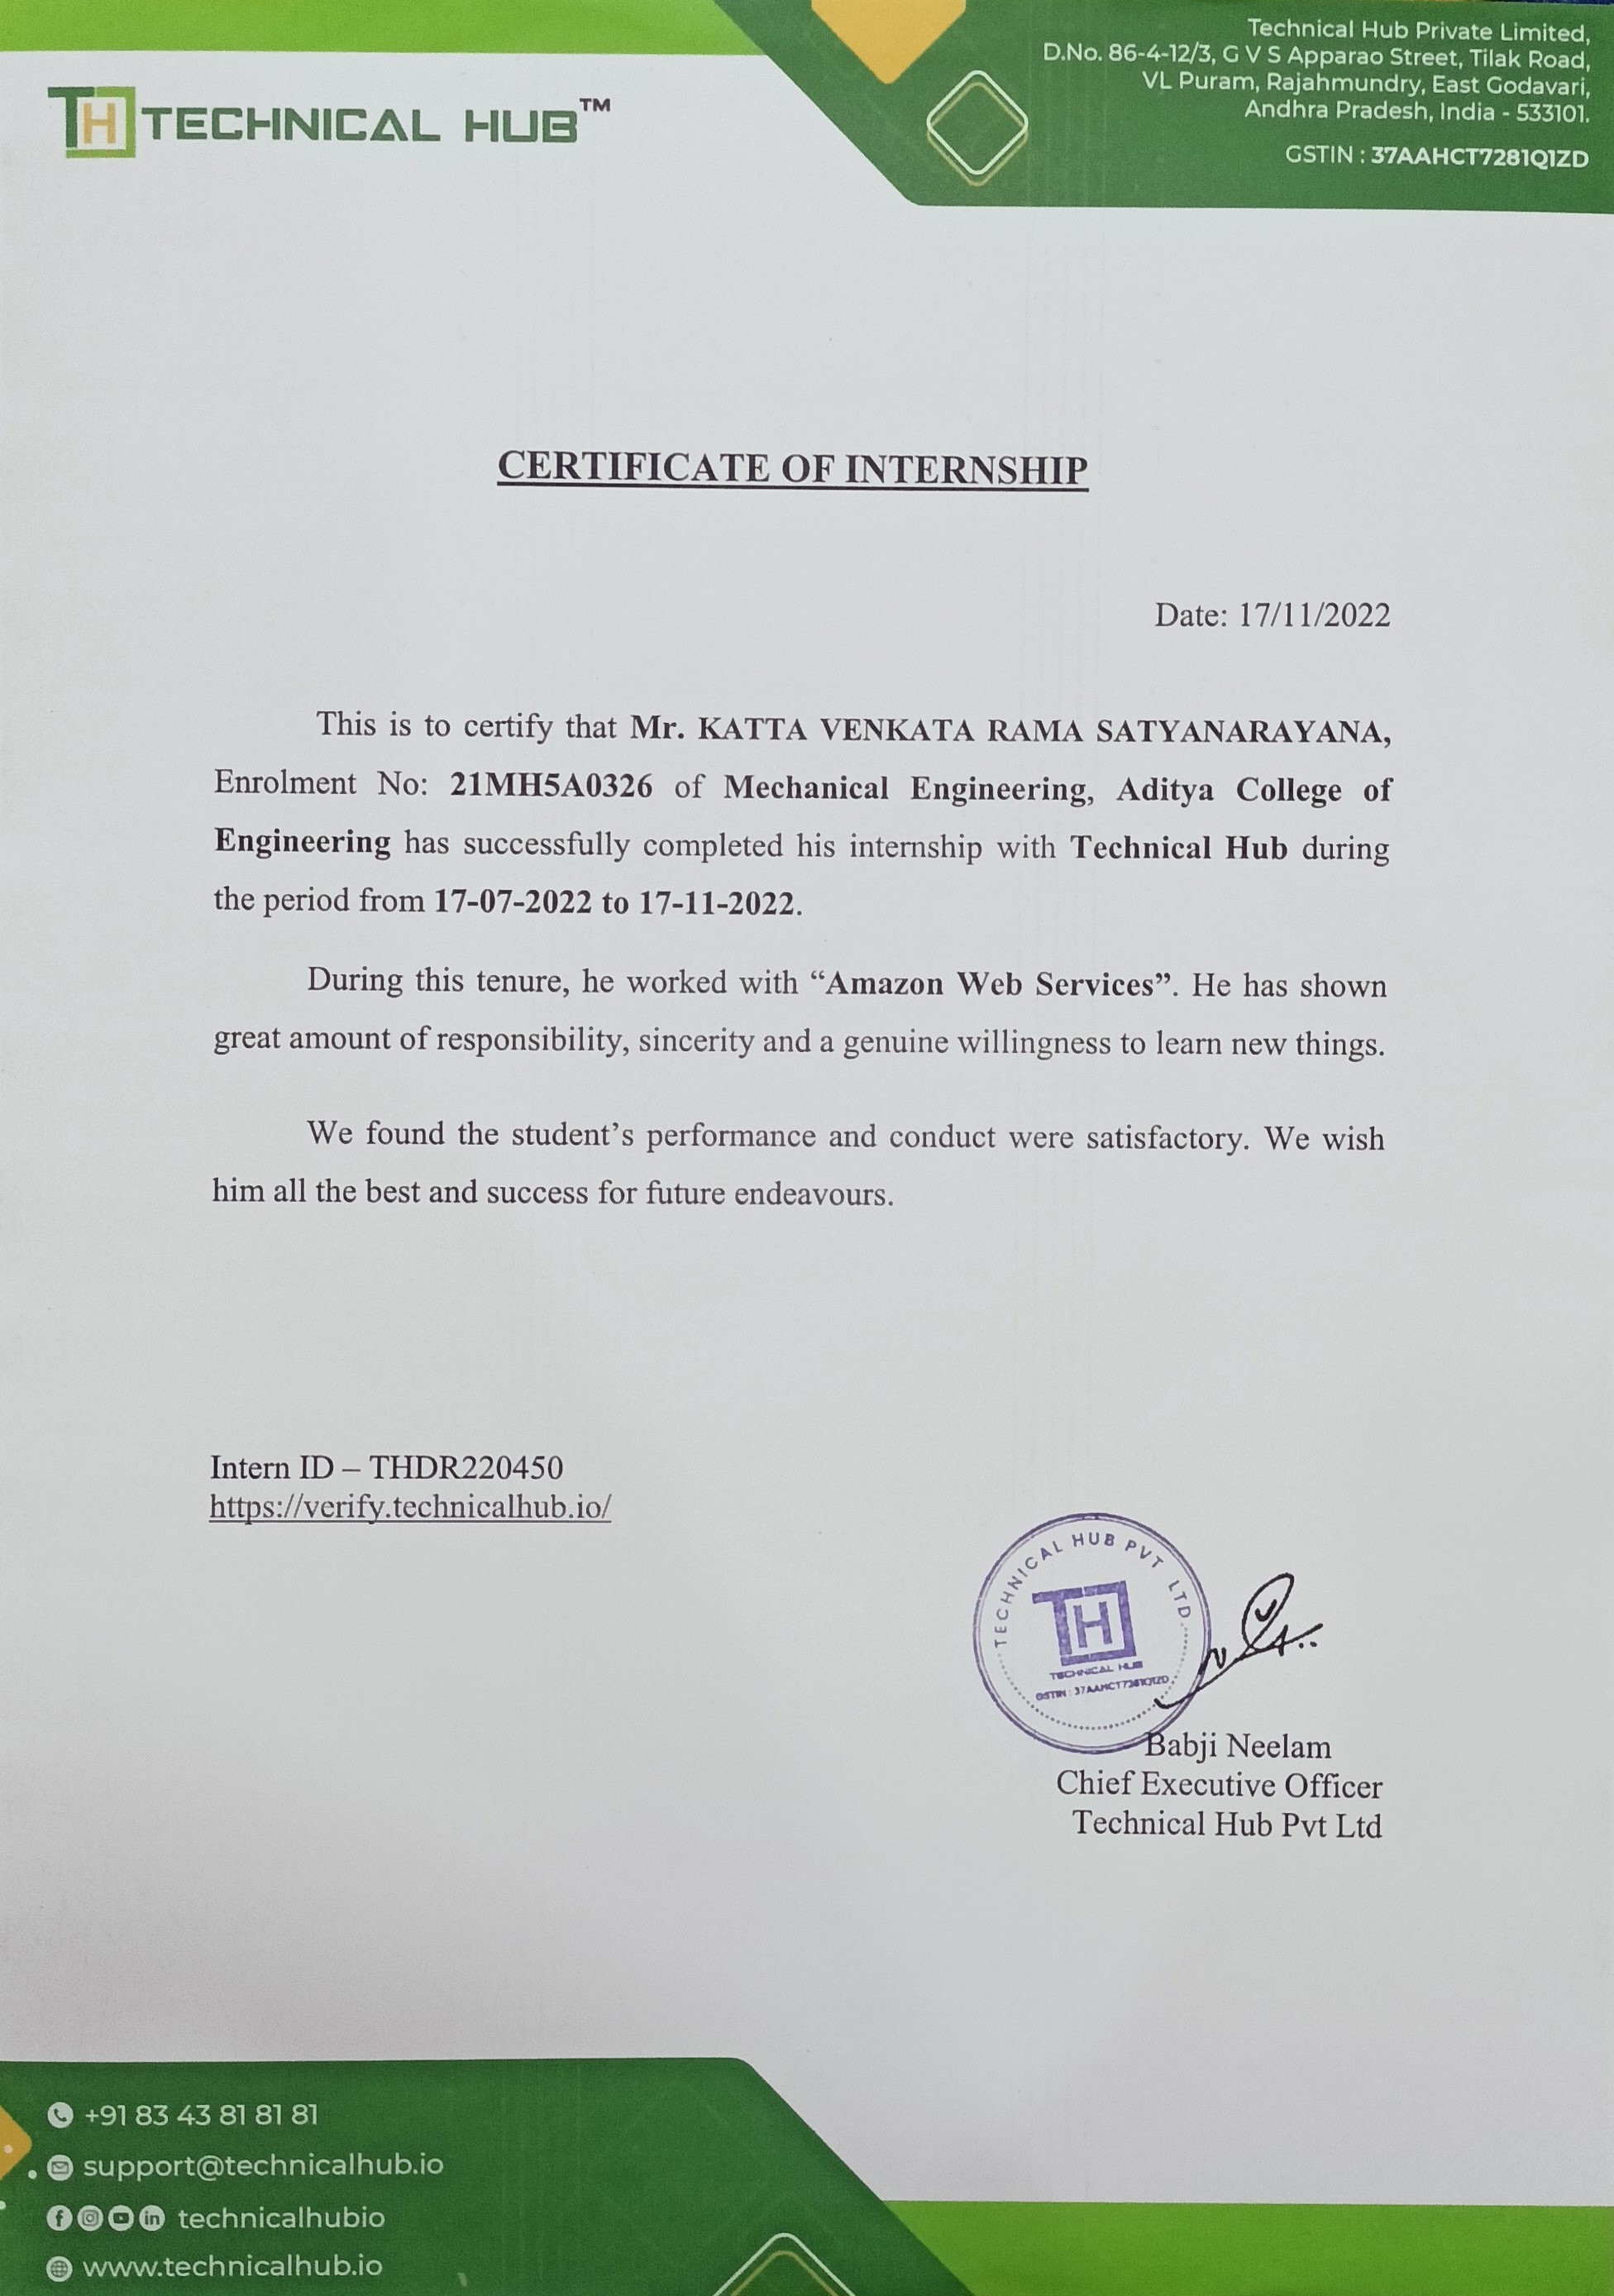 TH TECHNICAL HUB™
Technical Hub Private Limited,
D.No. 86-4-12/3, G V S Apparao Street, Tilak Road,
VL Puram, Rajahmundry, East Godavari,
Andhra Pradesh, India - 533101.
GSTIN : 37AAHCT7281Q1ZD
CERTIFICATE OF INTERNSHIP
Date: 17/11/2022
This is to certify that Mr. KATTA VENKATA RAMA SATYANARAYANA,
Enrolment No: 21MH5A0326 of Mechanical Engineering, Aditya College of
Engineering has successfully completed his internship with Technical Hub during
the period from 17-07-2022 to 17-11-2022.
During this tenure, he worked with “Amazon Web Services”. He has shown
great amount of responsibility, sincerity and a genuine willingness to learn new things.
We found the student’s performance and conduct were satisfactory. We wish
him all the best and success for future endeavours.
Intern ID – THDR220450
https://verify.technicalhub.io/
TECHNICAL HUB PVT LTD
TH
TECHNICAL HUB
GSTIN : 37AAHCT7281Q1ZD
Babji Neelam
Chief Executive Officer
Technical Hub Pvt Ltd
+91 83 43 81 81 81
support@technicalhub.io
technicalhubio
www.technicalhub.io